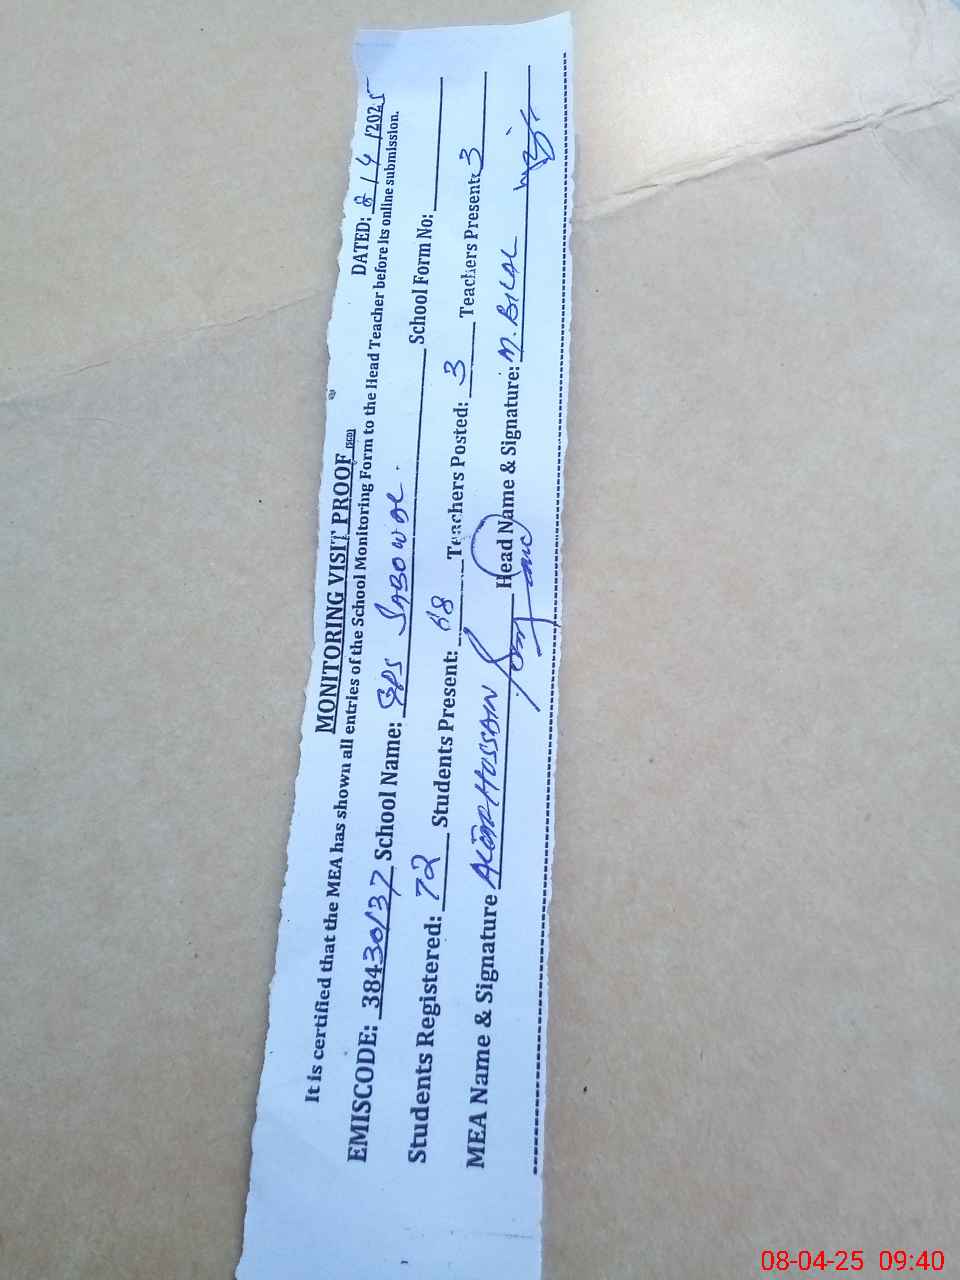 MONITORING VISIT PROOF (SED) DATED: 8/4/2025
It is certified that the MEA has shown all entries of the School Monitoring Form to the Head Teacher before its online submission.
EMISCODE: 38430137 School Name: GPS JABOWAL. School Form No:
Students Registered: 72 Students Present: 68 Teachers Posted: 3 Teachers Present: 3
MEA Name & Signature HUSSAIN Head Name & Signature: M. BILAL
08-04-25 09:40